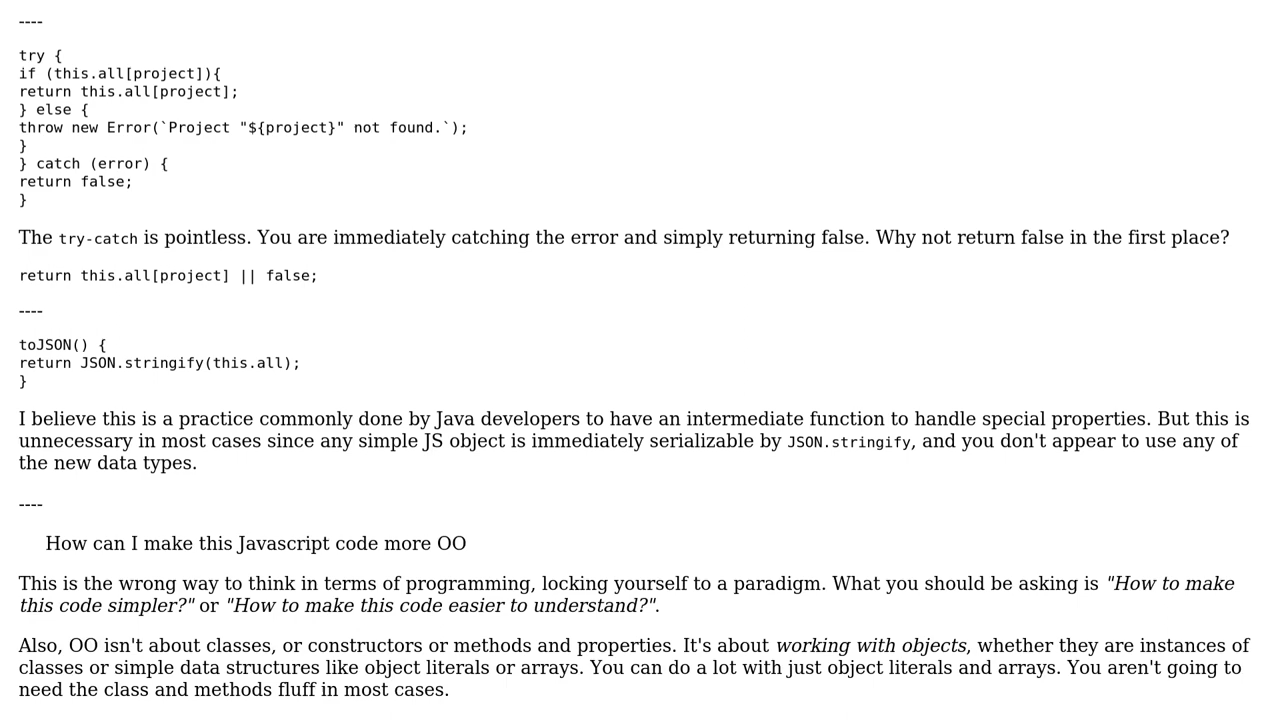 ----
try {
if (this.all[project]){
return this.all[project];
} else {
throw new Error(`Project "${project}" not found.`);
}
} catch (error) {
return false;
}
The try-catch is pointless. You are immediately catching the error and simply returning false. Why not return false in the first place?
return this.all[project] || false;
----
toJSON() {
return JSON.stringify(this.all);
}
I believe this is a practice commonly done by Java developers to have an intermediate function to handle special properties. But this is
unnecessary in most cases since any simple JS object is immediately serializable by JSON.stringify, and you don't appear to use any of
the new data types.
----
How can I make this Javascript code more OO
This is the wrong way to think in terms of programming, locking yourself to a paradigm. What you should be asking is "How to make
this code simpler?" or "How to make this code easier to understand?".
Also, OO isn't about classes, or constructors or methods and properties. It's about working with objects, whether they are instances of
classes or simple data structures like object literals or arrays. You can do a lot with just object literals and arrays. You aren't going to
need the class and methods fluff in most cases.